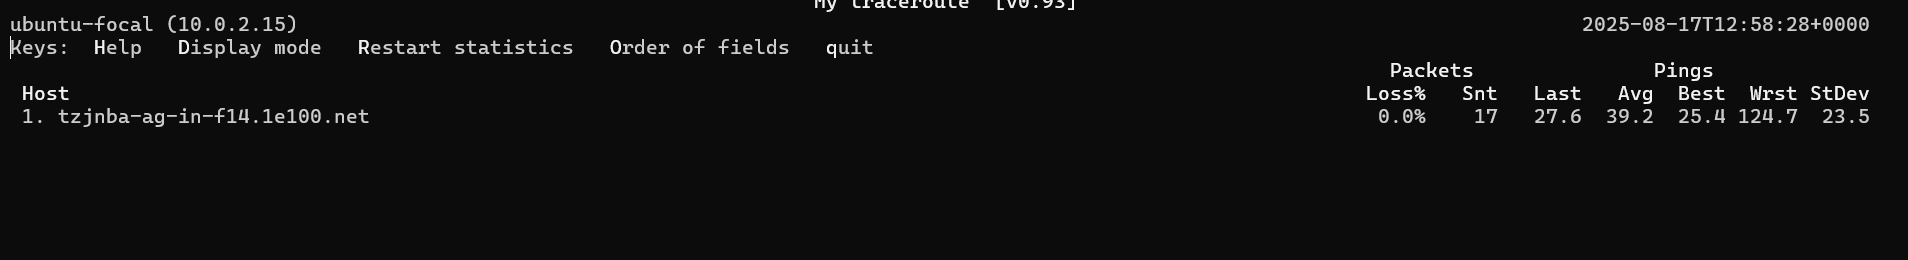 My traceroute [v0.93]
ubuntu-focal (10.0.2.15) 2025-08-17T12:58:28+0000
Keys: Help Display mode Restart statistics Order of fields quit
Packets Pings
Host Loss% Snt Last Avg Best Wrst StDev
1. tzjnba-ag-in-f14.1e100.net 0.0% 17 27.6 39.2 25.4 124.7 23.5